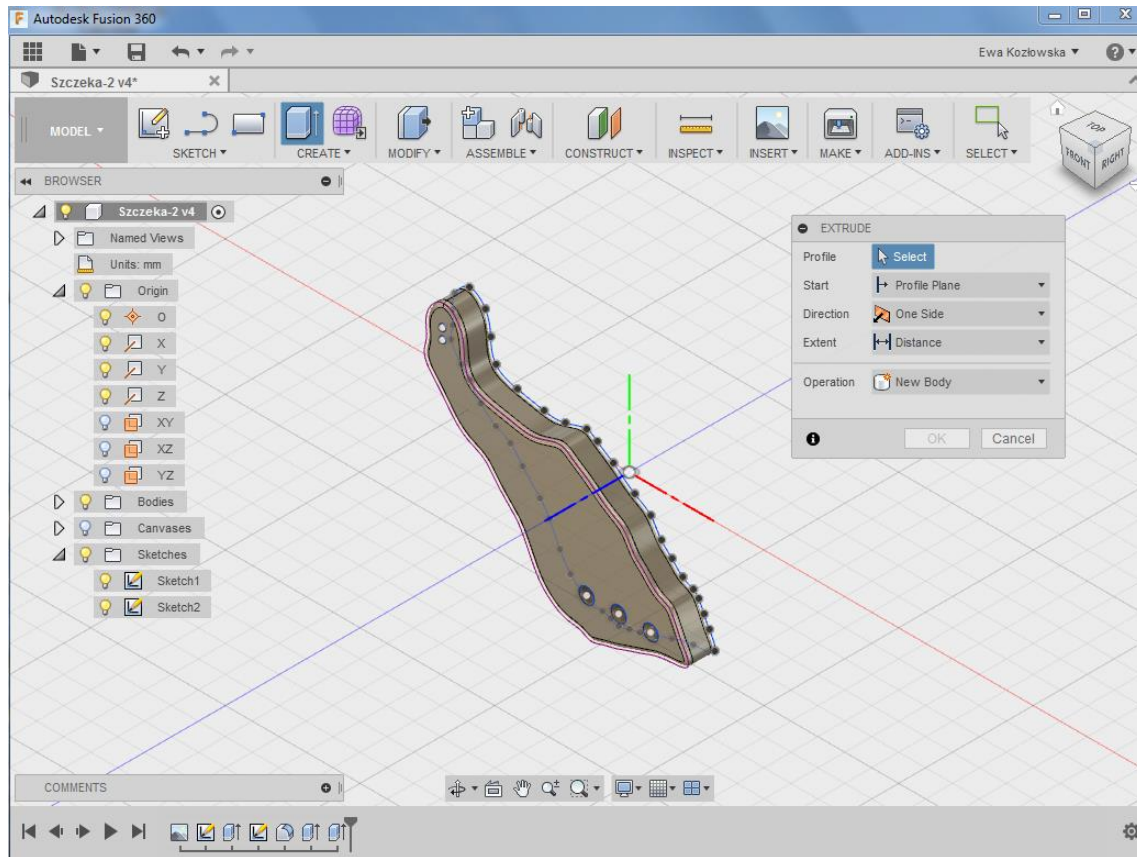 Autodesk Fusion 360
Ewa Kozłowska
Szczeka-2 v4*
MODEL
SKETCH
CREATE
MODIFY
ASSEMBLE
CONSTRUCT
INSPECT
INSERT
MAKE
ADD-INS
SELECT
TOP
FRONT
RIGHT
BROWSER
Szczeka-2 v4
Named Views
Units: mm
Origin
O
X
Y
Z
XY
XZ
YZ
Bodies
Canvases
Sketches
Sketch1
Sketch2
EXTRUDE
Profile Select
Start Profile Plane
Direction One Side
Extent Distance
Operation New Body
OK Cancel
COMMENTS